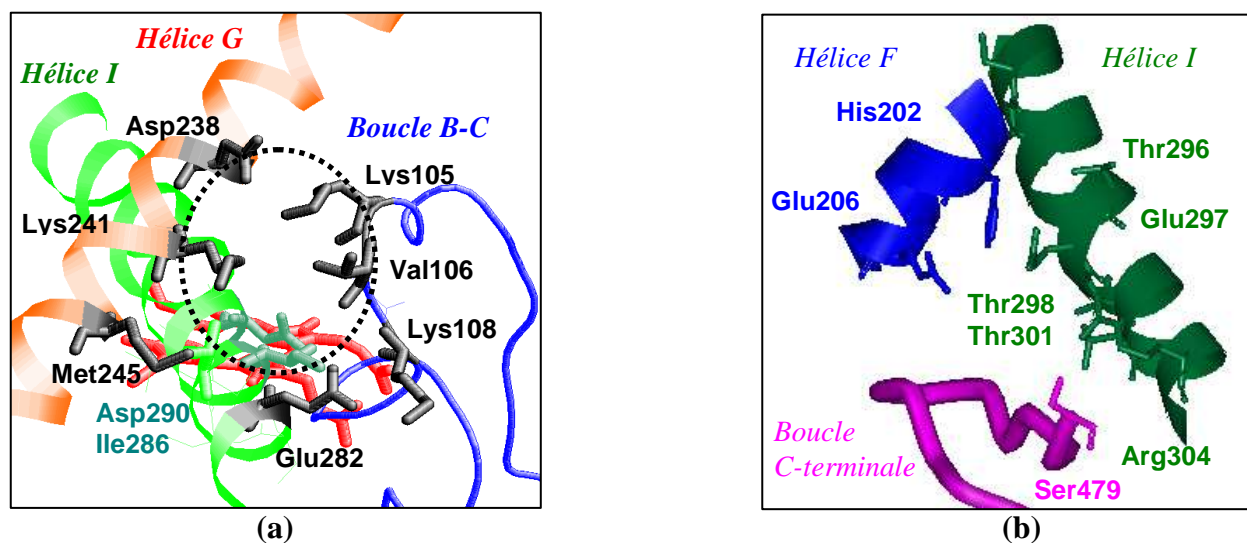 Hélice G
Hélice I
Asp238
Boucle B-C
Lys105
Lys241
Val106
Lys108
Met245
Asp290
Ile286
Glu282
(a)
Hélice F
Hélice I
His202
Thr296
Glu206
Glu297
Thr298
Thr301
Boucle
C-terminale
Arg304
Ser479
(b)